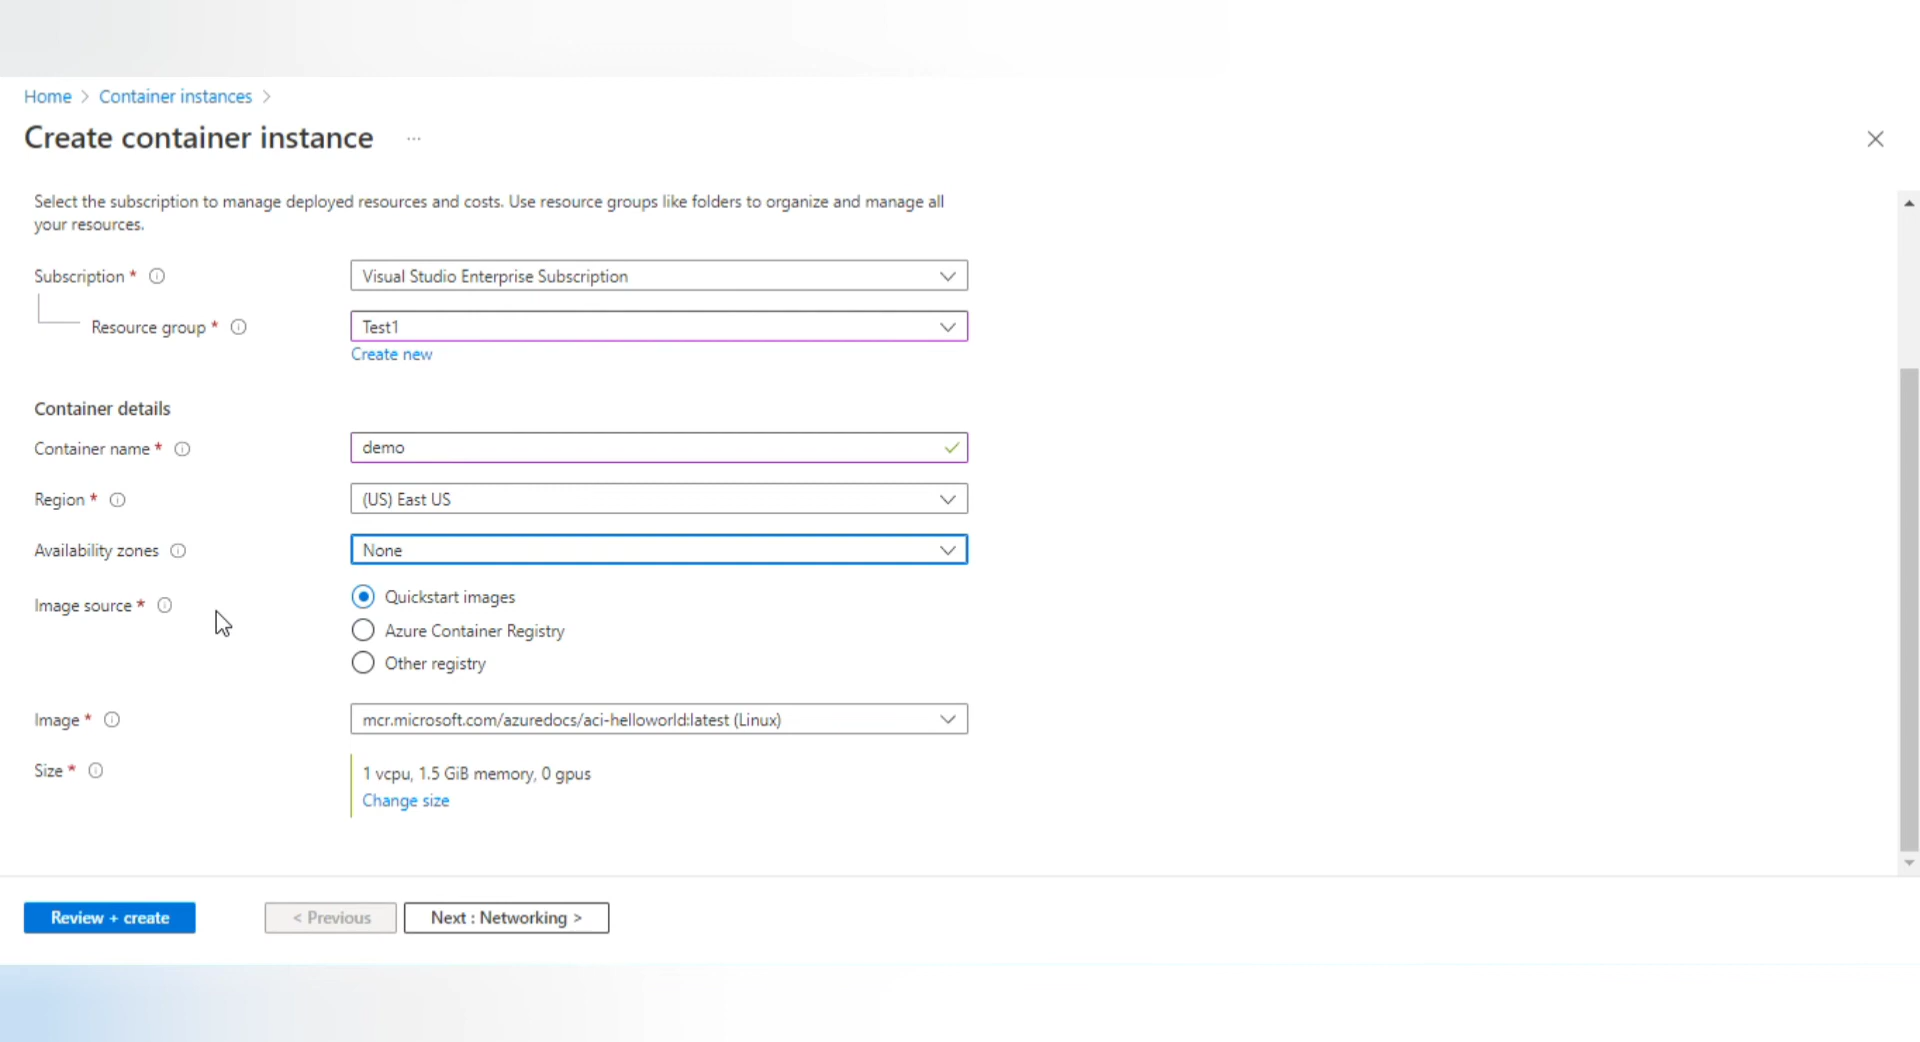 Home > Container instances >
Create container instance ...
Select the subscription to manage deployed resources and costs. Use resource groups like folders to organize and manage all
your resources.
Subscription * Visual Studio Enterprise Subscription
Resource group * Test1
Create new
Container details
Container name * demo
Region * (US) East US
Availability zones None
Image source * Quickstart images
Azure Container Registry
Other registry
Image * mcr.microsoft.com/azuredocs/aci-helloworld:latest (Linux)
Size * 1 vcpu, 1.5 GiB memory, 0 gpus
Change size
Review + create < Previous Next : Networking >